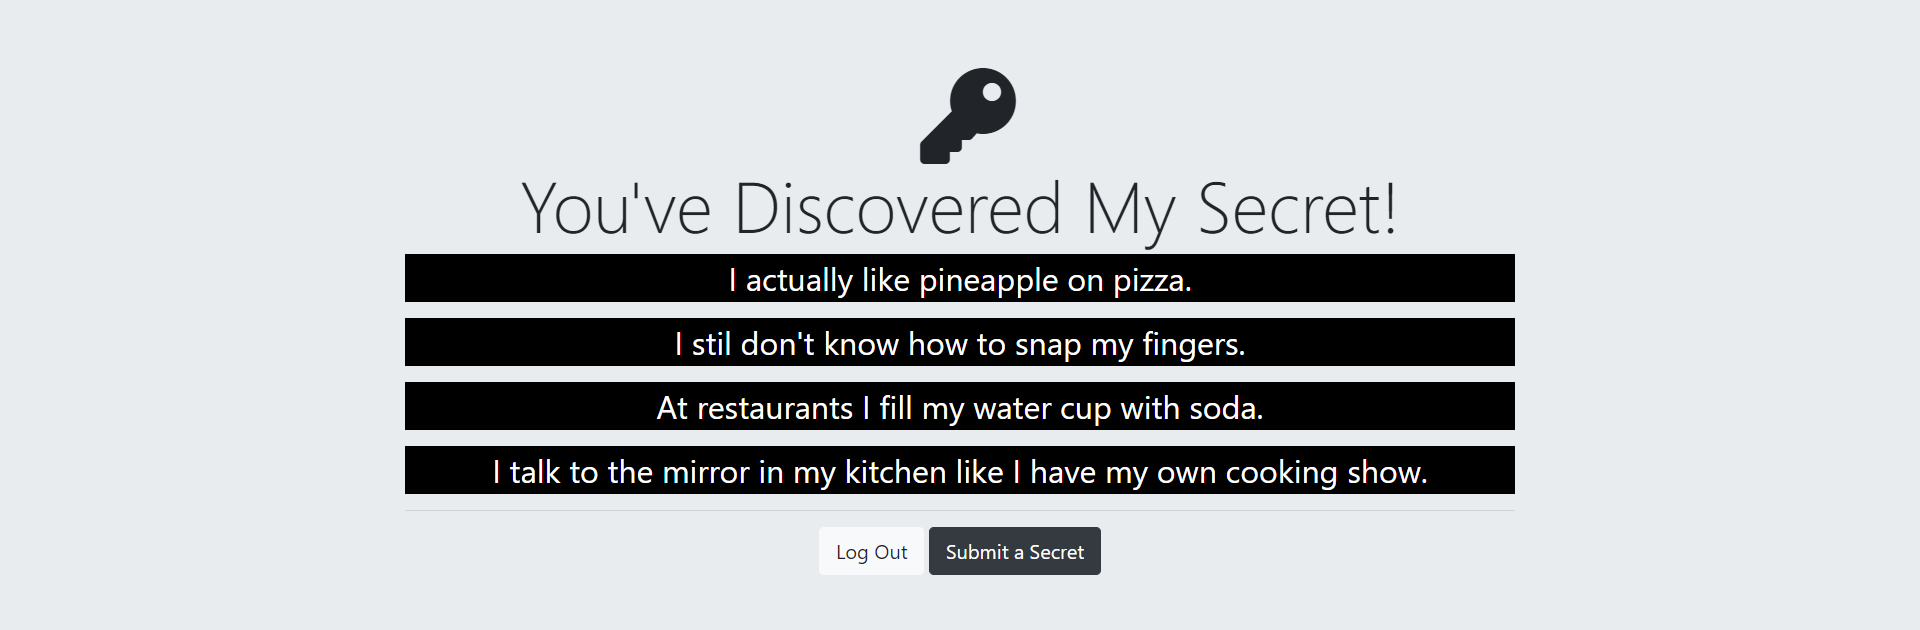 You've Discovered My Secret!
I actually like pineapple on pizza.
I stil don't know how to snap my fingers.
At restaurants I fill my water cup with soda.
I talk to the mirror in my kitchen like I have my own cooking show.
Log Out
Submit a Secret